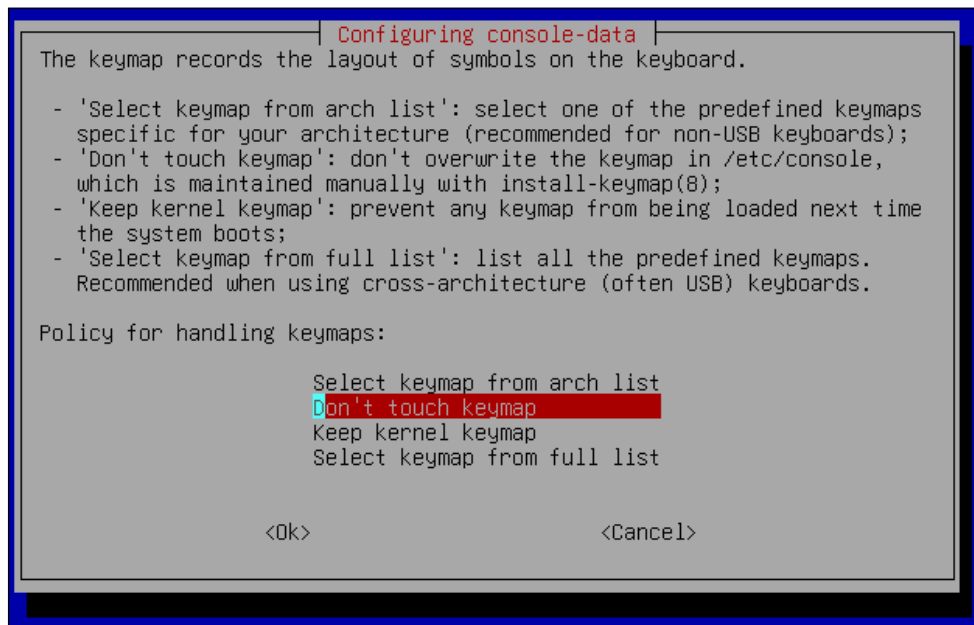 Configuring console-data
The keymap records the layout of symbols on the keyboard.
- 'Select keymap from arch list': select one of the predefined keymaps
specific for your architecture (recommended for non-USB keyboards);
- 'Don't touch keymap': don't overwrite the keymap in /etc/console,
which is maintained manually with install-keymap(8);
- 'Keep kernel keymap': prevent any keymap from being loaded next time
the system boots;
- 'Select keymap from full list': list all the predefined keymaps.
Recommended when using cross-architecture (often USB) keyboards.
Policy for handling keymaps:
Select keymap from arch list
Don't touch keymap
Keep kernel keymap
Select keymap from full list
<Ok> <Cancel>